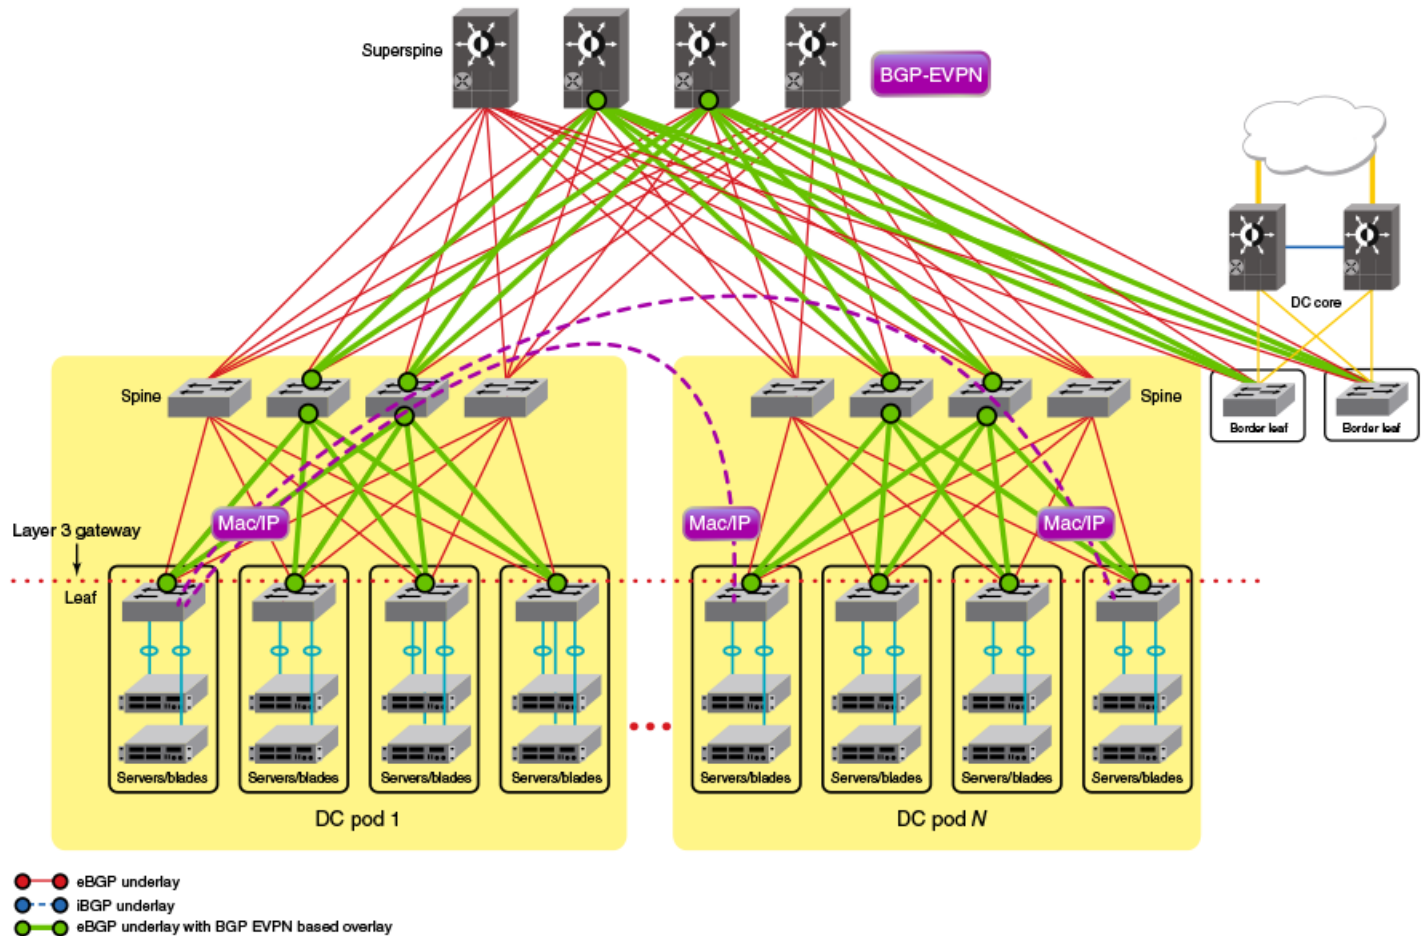 Superspine
BGP-EVPN
DC core
Spine
Spine
Border leaf
Border leaf
Layer 3 gateway
Mac/IP
Mac/IP
Mac/IP
Leaf
Servers/blades
Servers/blades
Servers/blades
Servers/blades
Servers/blades
Servers/blades
Servers/blades
Servers/blades
DC pod 1
DC pod N
eBGP underlay
iBGP underlay
eBGP underlay with BGP EVPN based overlay